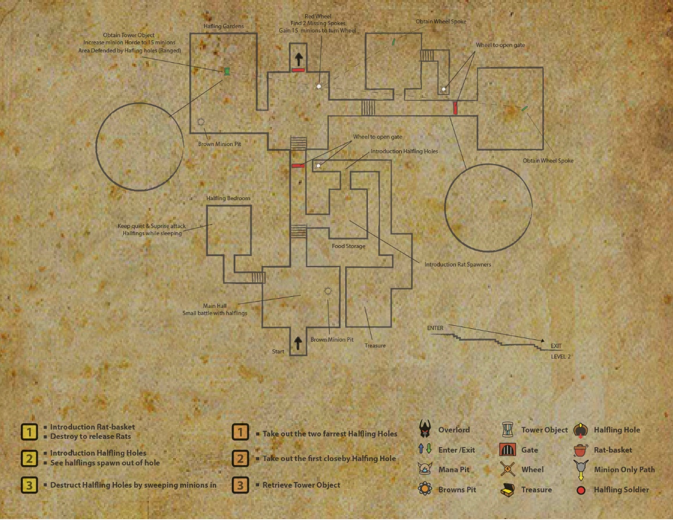 Halfling Gardens
Obtain Brew Object
Increase minion Horde to 15 minions
Area Defended by Halfling holes (Ranged)
Red Wheel
Find 2 Missing Spokes
Gain 15 minions to turn Wheel
Obtain Wheel Spoke
Wheel to open gate
Brown Minion Pit
Wheel to open gate
Introduction Halfling Holes
Obtain Wheel Spoke
Halfling Bedroom
Keep quiet & Suprise attack
Halflings while sleeping
Food Storage
Introduction Rat Spawners
Main Hall
Small battle with halflings
Browns Minion Pit
Treasure
Start
ENTER
EXIT
LEVEL 2
1
Introduction Rat-basket
Destroy to release Rats
2
Introduction Halfling Holes
See halflings spawn out of hole
3
Destruct Halfling Holes by sweeping minions in
1
Take out the two farrest Halfling Holes
2
Take out the first closeby Halfing Hole
3
Retrieve Tower Object
Overlord
Enter /Exit
Mana Pit
Browns Pit
Tower Object
Gate
Wheel
Treasure
Halfling Hole
Rat-basket
Minion Only Path
Halfling Soldier